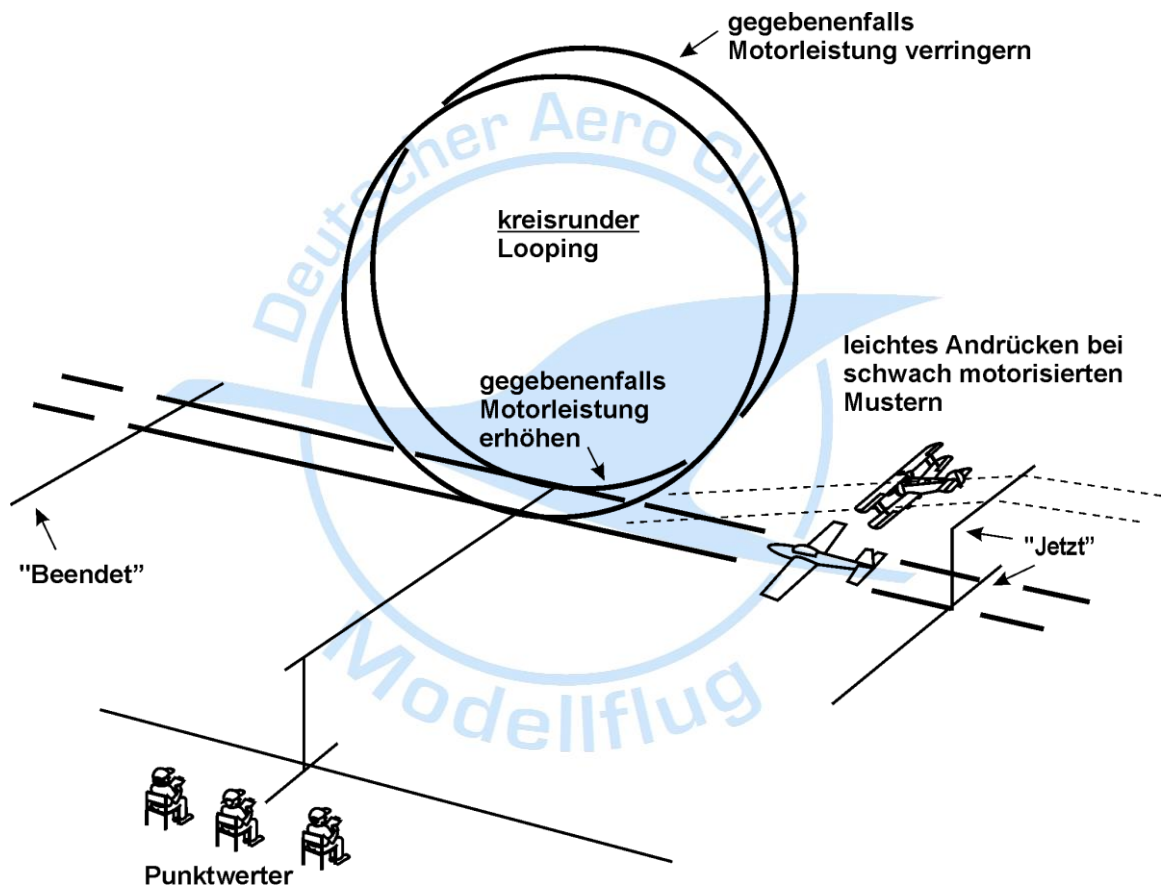 gegebenenfalls
Motorleistung verringern
Deutscher Aero Club
kreisrunder
Looping
leichtes Andrücken bei
schwach motorisierten
Mustern
gegebenenfalls
Motorleistung
erhöhen
"Jetzt”
"Beendet”
Modellflug
Punktwerter